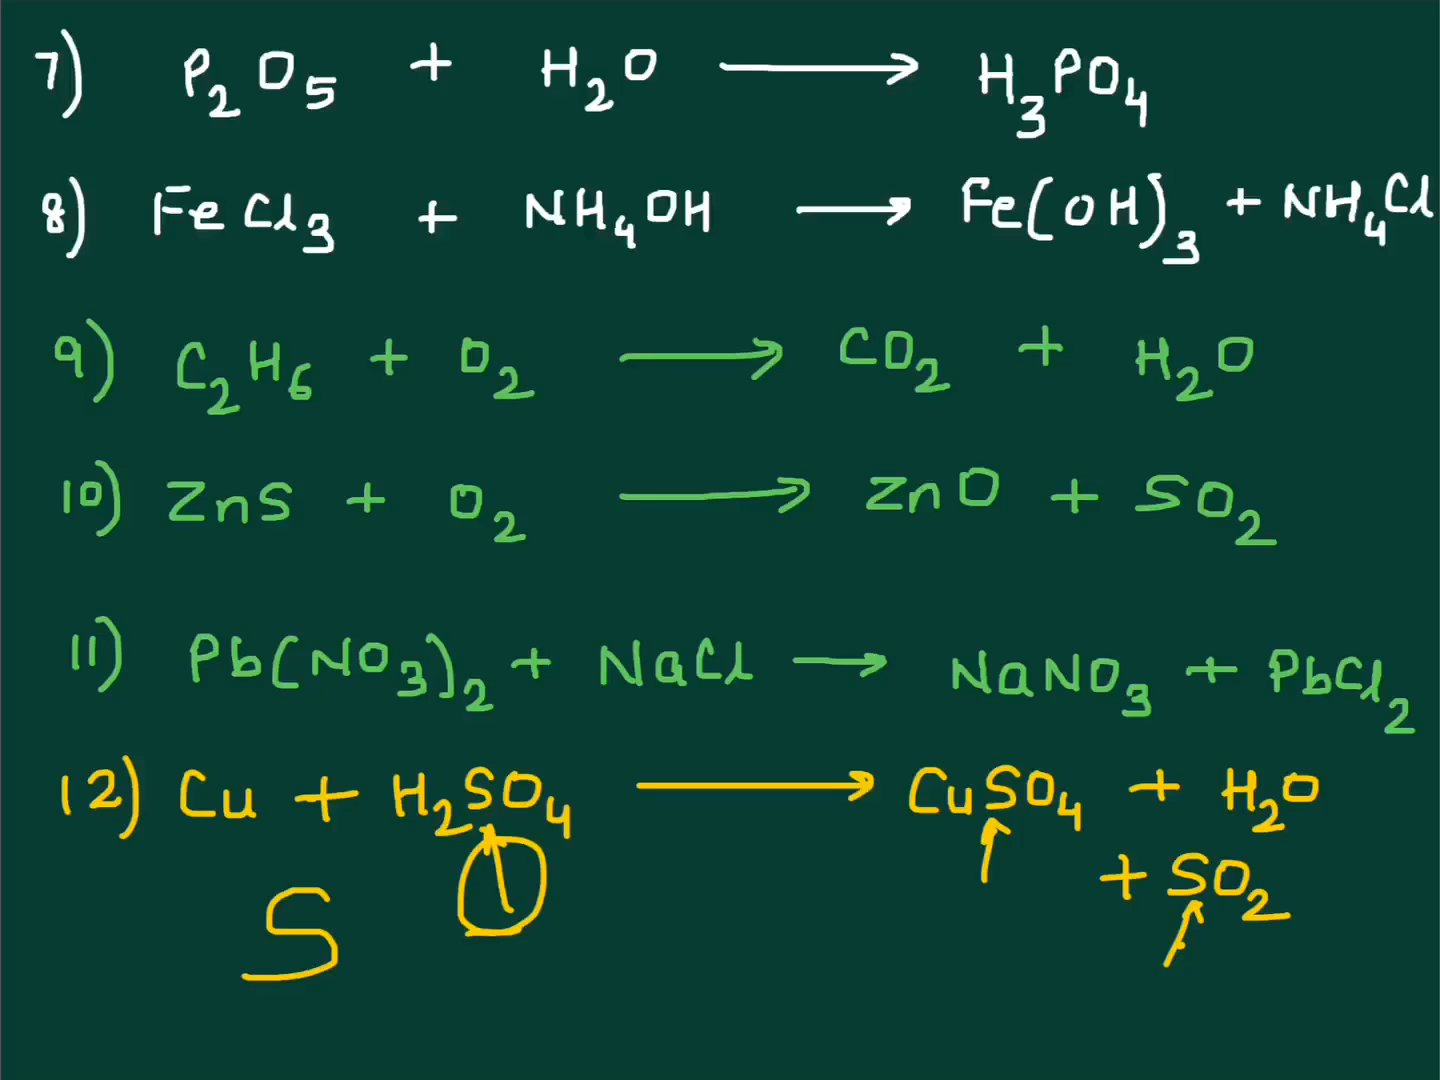 7) P₂O₅ + H₂O ⟶ H₃PO₄
8) FeCl₃ + NH₄OH ⟶ Fe(OH)₃ + NH₄Cl
9) C₂H₆ + O₂ ⟶ CO₂ + H₂O
10) ZnS + O₂ ⟶ ZnO + SO₂
11) Pb(NO₃)₂ + NaCl ⟶ NaNO₃ + PbCl₂
12) Cu + H₂SO₄ ⟶ CuSO₄ + H₂O
+ SO₂
S